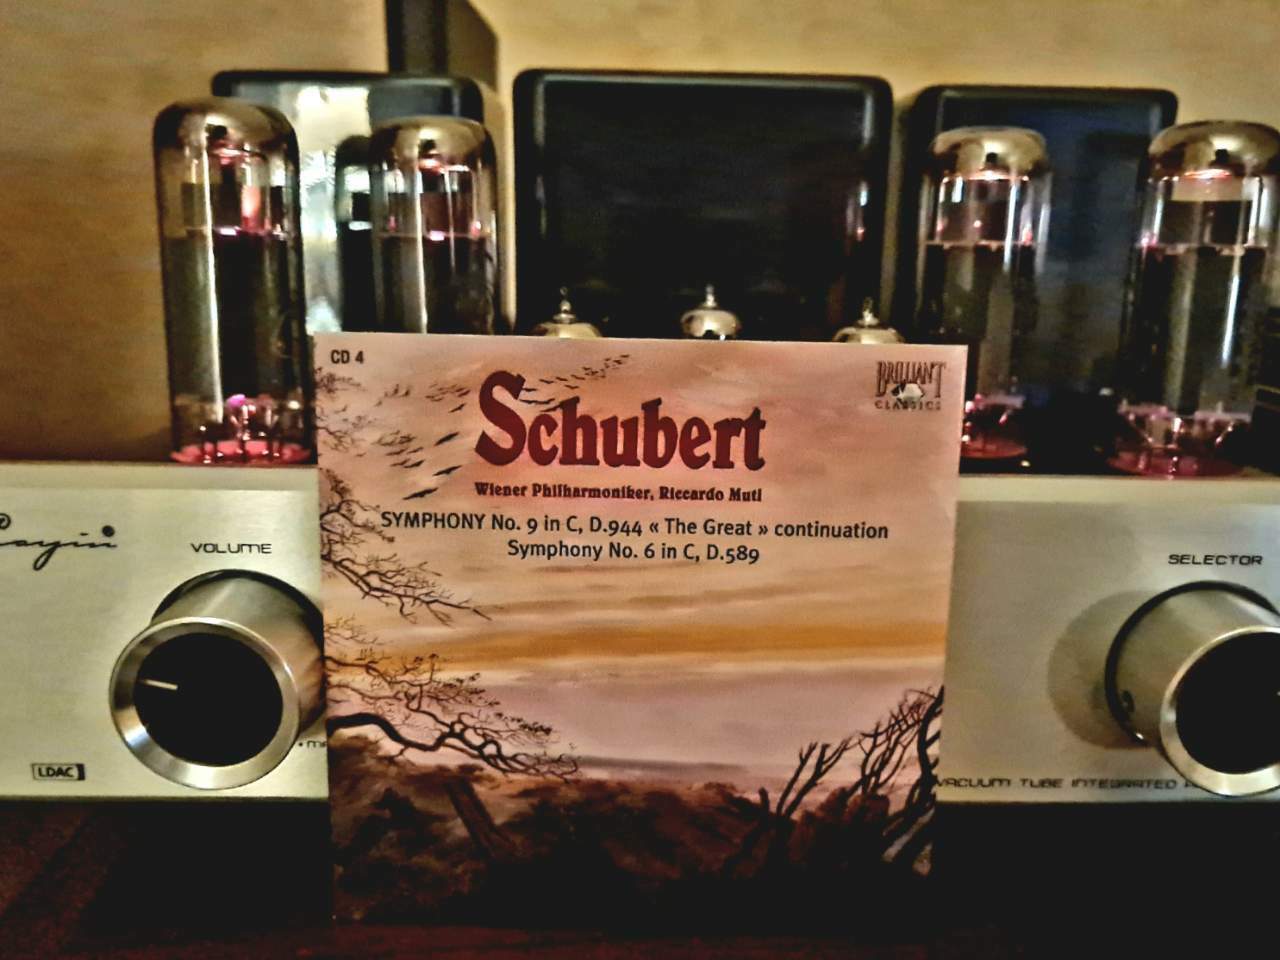 CD 4
BRILLIANT
CLASSICS
Schubert
Wiener Philharmoniker, Riccardo Muti
SYMPHONY No. 9 in C, D.944 « The Great » continuation
Symphony No. 6 in C, D.589
VOLUME
SELECTOR
LDAC
VACUUM TUBE INTEGRATED